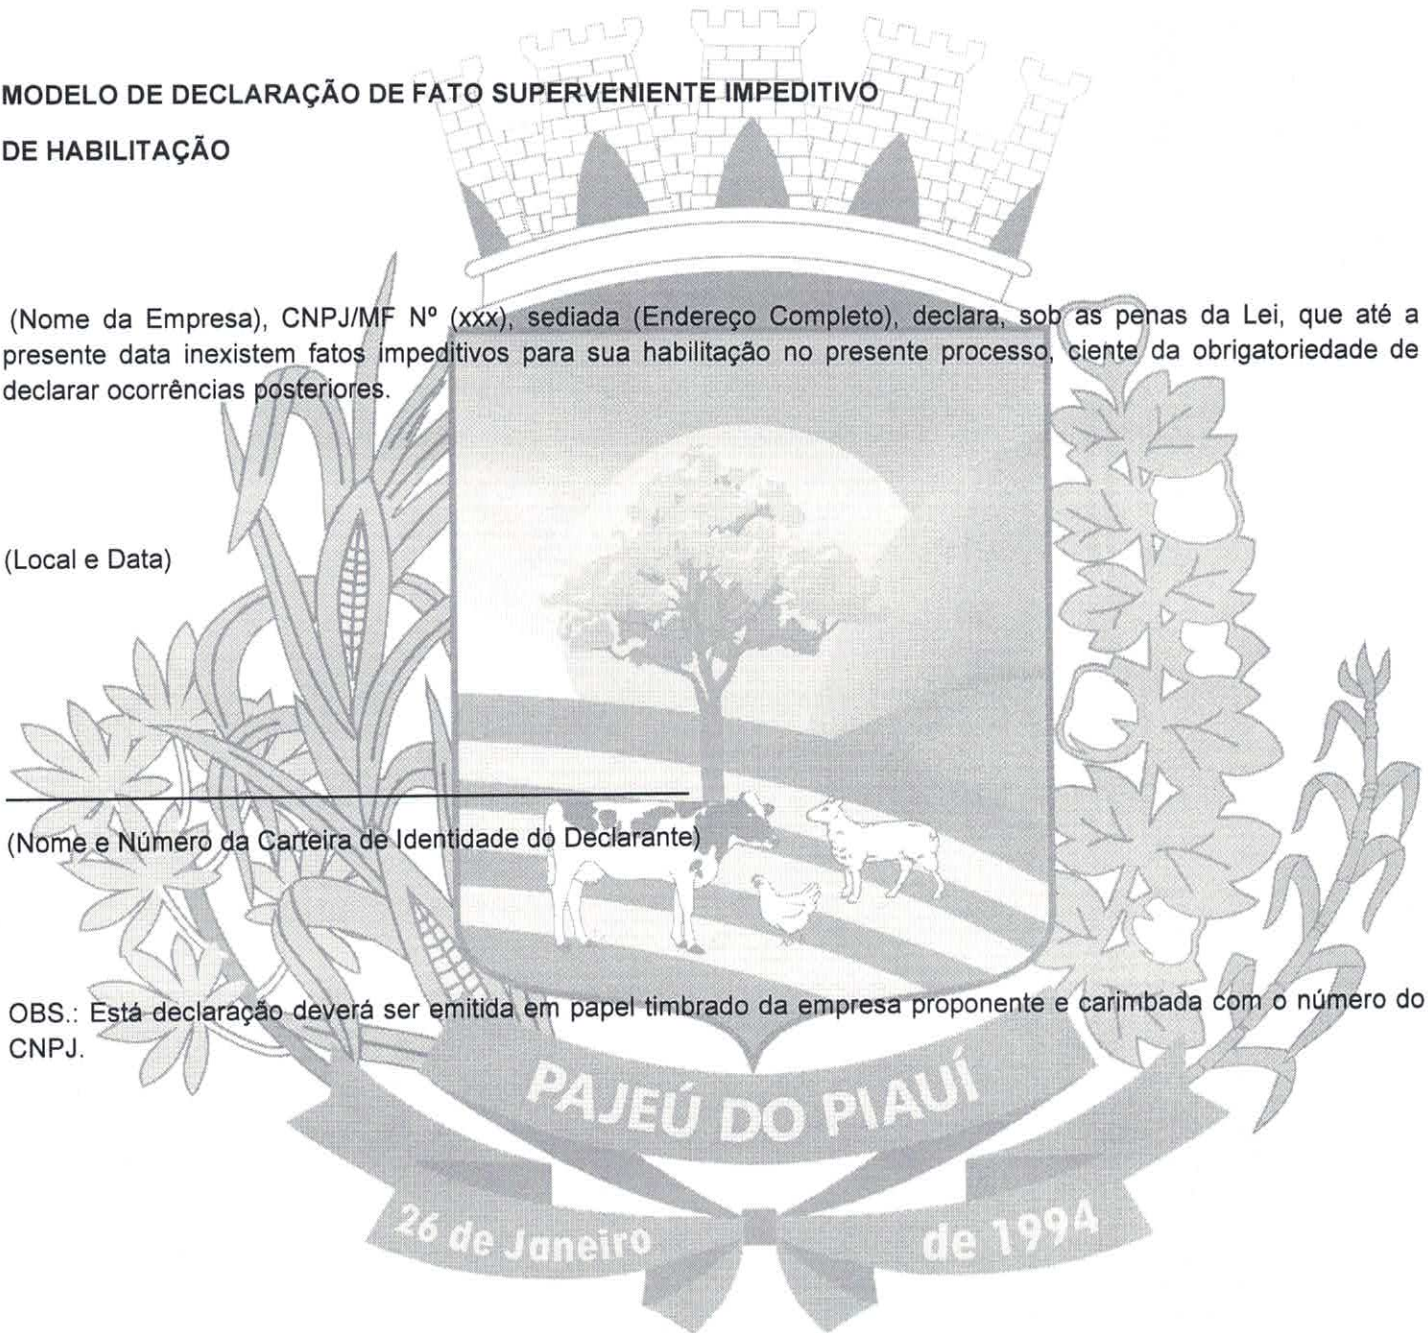 MODELO DE DECLARAÇÃO DE FATO SUPERVENIENTE IMPEDITIVO
DE HABILITAÇÃO
(Nome da Empresa), CNPJ/MF Nº (xxx), sediada (Endereço Completo), declara, sob as penas da Lei, que até a
presente data inexistem fatos impeditivos para sua habilitação no presente processo, ciente da obrigatoriedade de
declarar ocorrências posteriores.
(Local e Data)
(Nome e Número da Carteira de Identidade do Declarante)
OBS.: Está declaração deverá ser emitida em papel timbrado da empresa proponente e carimbada com o número do
CNPJ.
PAJEÚ DO PIAUÍ
26 de Janeiro de 1994